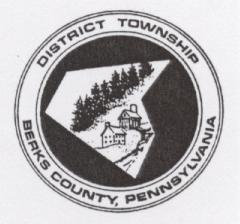 DISTRICT TOWNSHIP
BERKS COUNTY, PENNSYLVANIA